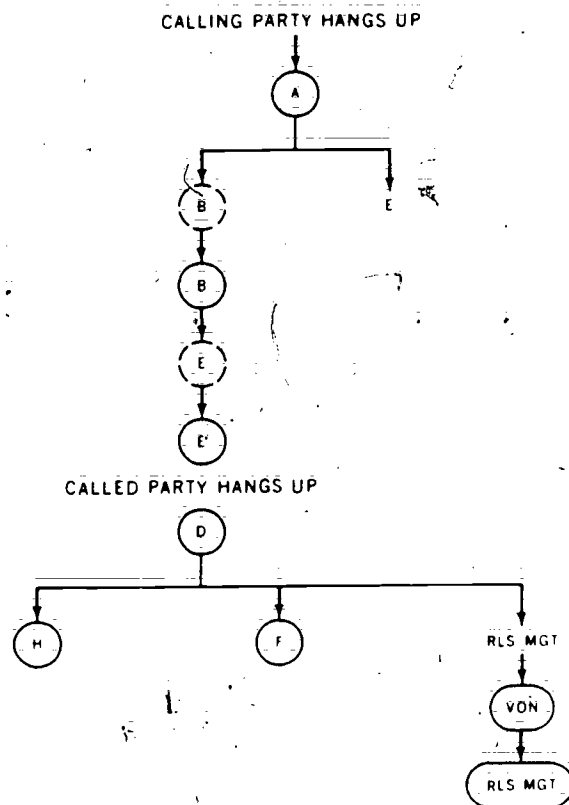 CALLING PARTY HANGS UP
A
B
E
B
E
E'
CALLED PARTY HANGS UP
D
H
F
RLS MGT
VON
RLS MGT